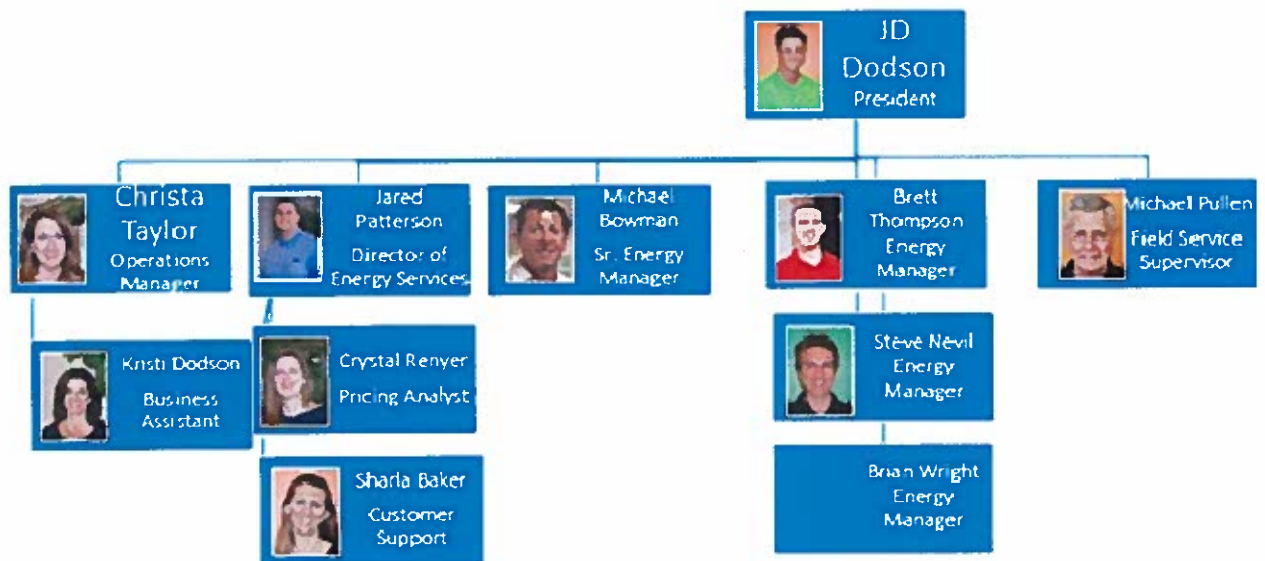 JD
Dodson
President
Christa
Taylor
Operations
Manager
Jared
Patterson
Director of
Energy Services
Michael
Bowman
Sr. Energy
Manager
Brett
Thompson
Energy
Manager
Michael Pullen
Field Service
Supervisor
Kristi Dodson
Business
Assistant
Crystal Renyer
Pricing Analyst
Steve Nevil
Energy
Manager
Sharla Baker
Customer
Support
Brian Wright
Energy
Manager